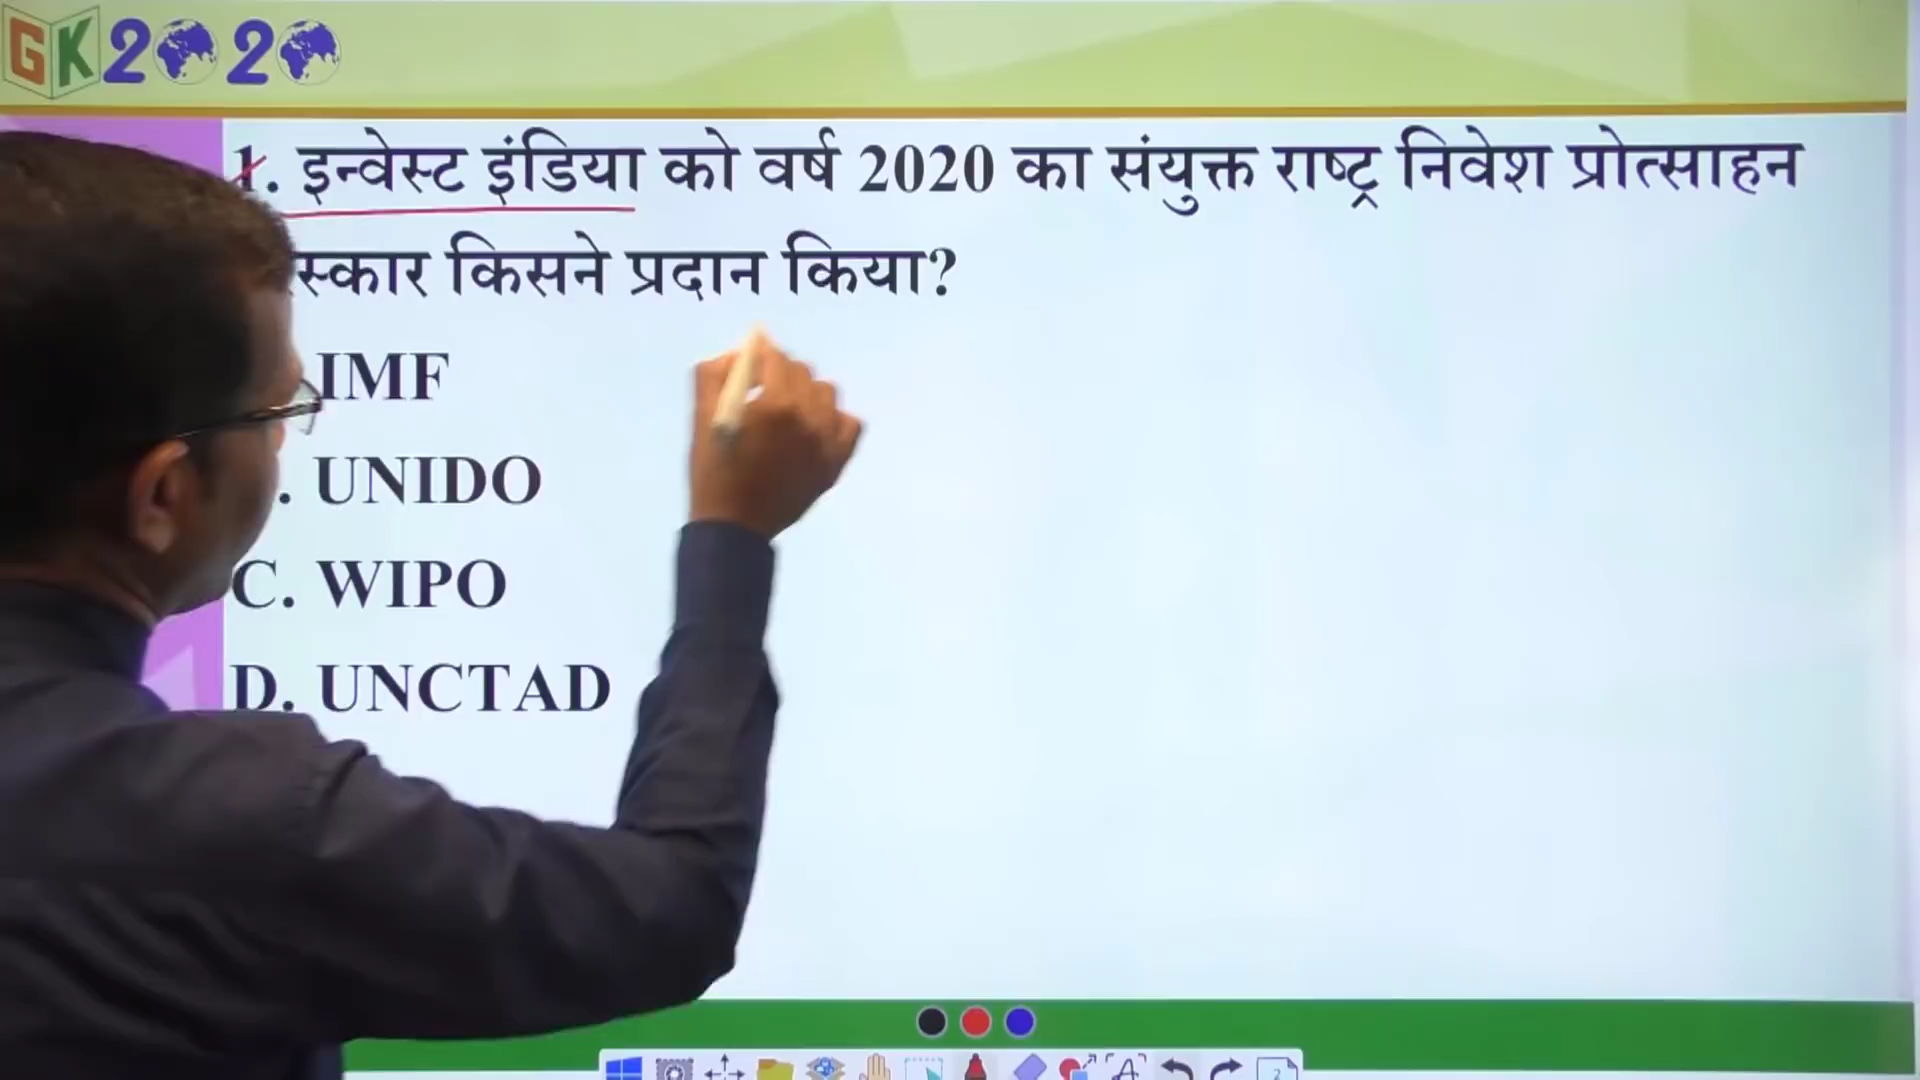 GK2020
1. इन्वेस्ट इंडिया को वर्ष 2020 का संयुक्त राष्ट्र निवेश प्रोत्साहन
स्कार किसने प्रदान किया?
IMF
. UNIDO
C. WIPO
D. UNCTAD